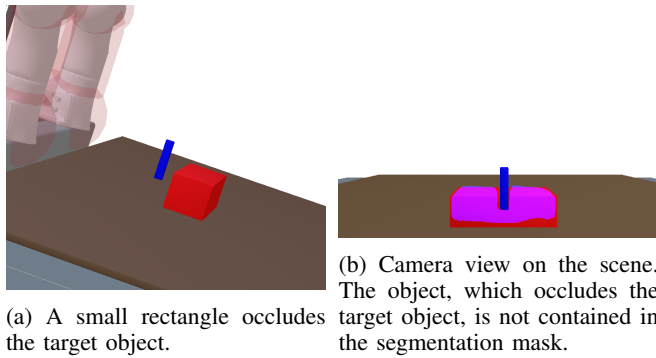 (a) A small rectangle occludes
the target object.
(b) Camera view on the scene.
The object, which occludes the
target object, is not contained in
the segmentation mask.